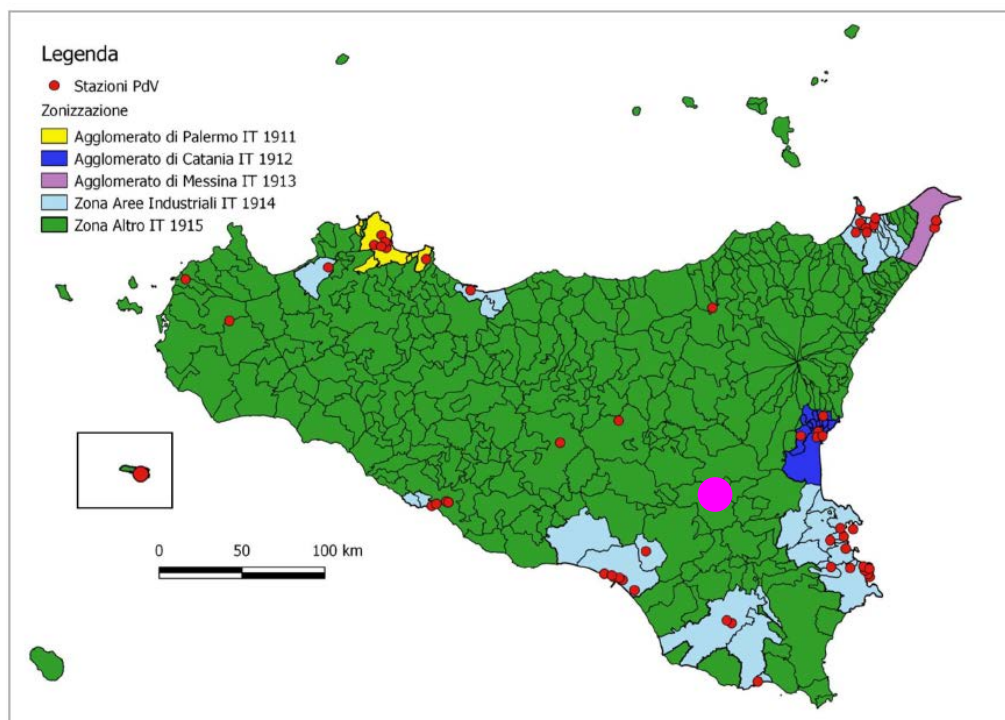 Legenda
Stazioni PdV
Zonizzazione
Agglomerato di Palermo IT 1911
Agglomerato di Catania IT 1912
Agglomerato di Messina IT 1913
Zona Aree Industriali IT 1914
Zona Altro IT 1915
0 50 100 km